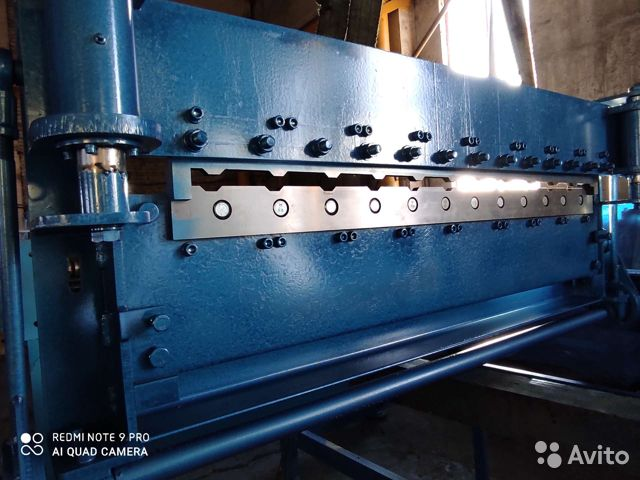 REDMI NOTE 9 PRO
AI QUAD CAMERA
Avito